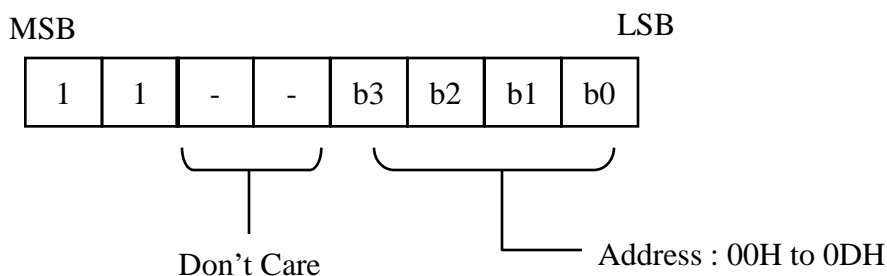 MSB LSB
1 1 - - b3 b2 b1 b0
Don't Care
Address : 00H to 0DH